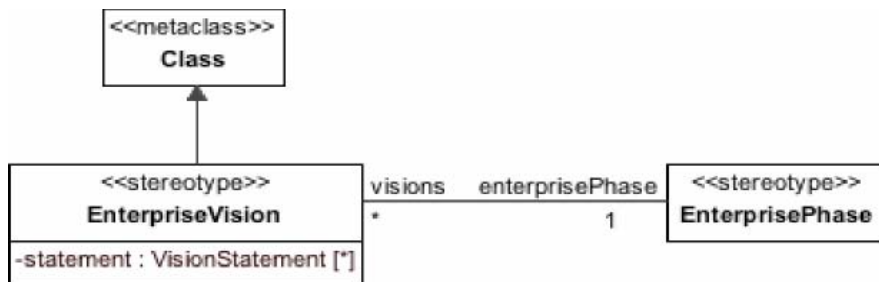 <<metaclass>>
Class
<<stereotype>>
EnterpriseVision
-statement : VisionStatement [*]
visions enterprisePhase
* 1
<<stereotype>>
EnterprisePhase